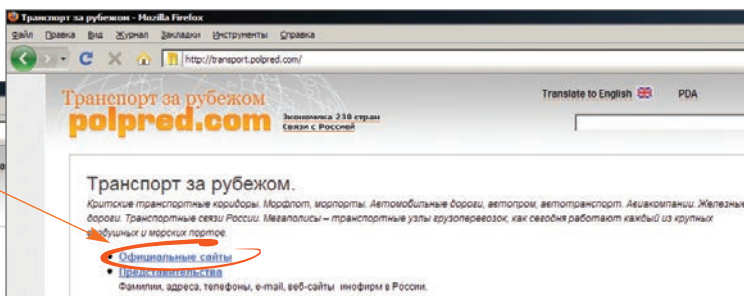 Транспорт за рубежом - Mozilla Firefox
Файл Правка Вид Журнал Закладки Инструменты Справка
http://transport.polpred.com/
Транспорт за рубежом
polpred.com
Экономика 230 стран
Связи с Россией
Translate to English PDA
Транспорт за рубежом.
Критские транспортные коридоры. Морфлот, морпорты. Автомобильные дороги, автопром, автотранспорт. Авиакомпании. Железные
дороги. Транспортные связи России. Мегаполисы – транспортные узлы грузоперевозок, как сегодня работают каждый из крупных
воздушных и морских портов.
Официальные сайты
Представительства
Фамилии, адреса, телефоны, e-mail, веб-сайты инофирм в России.